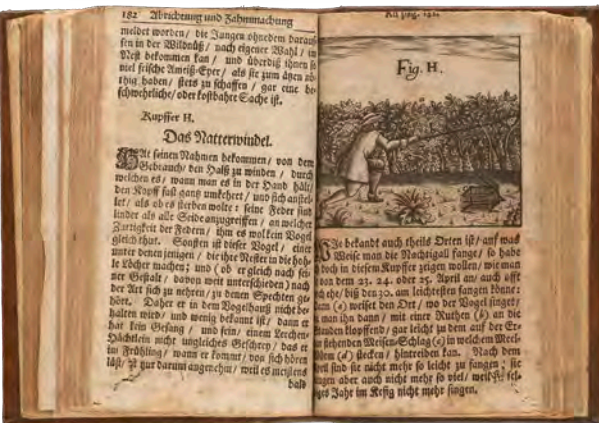 182 Abrichtung und Zahmmachung
meldet worden/ die Jungen ohnedem darauß
sen in der Wildnüß/ nach eigener Wahl/ in
Nest bekommen kan/ und überdiß ihnen so
viel frische Ameiß-Eyer/ als sie zum äzen nö-
thig haben/ stets zu schaffen/ gar eine be-
schwehrliche/ oder kostbahre Sache ist.
Kupffer H.
Das Natterwindel.
HAt seinen Nahmen bekommen/ von dem
Gebrauch/ den Halß zu winden/ durch
welchen es/ wann man es in der Hand hält/
den Kopff fast gantz umkehret/ und sich anstel-
let/ als ob es sterben wolte: seine Feder sind
linder als alle Seide anzugreiffen/ an welcher
Zartigkeit der Federn/ ihm es wol kein Vogel
gleich thut. Sonsten ist dieser Vogel/ einer
unter denenjenigen/ die ihre Nester in die hoh-
le Löcher machen; und (ob er gleich nach sei-
ner Gestalt/ davon weit unterschieden) nach
der Art sich zu nehren/ zu denen Spechten ge-
hört. Daher er in dem Vogelhauß nicht be-
halten wird/ und wenig bekannt ist/ dann er
hat kein Gesang/ und sein/ einem Lerchen-
Hächtlein nicht ungleiches Geschrey/ das er
im Frühling/ wann er kommt/ von sich hören
läst/ ist nur darum angenehm/ weil es meistens
bald
Fig. H.
WIe bekandt auch theils Orten ist/ auf was
Weise man die Nachtigall fange/ so habe
doch in diesem Kupffer zeigen wollen/ wie man
von dem 23. 24. oder 25. April an/ auch offt
ehe/ biß den 30. am leichtesten fangen könne:
(a) weiset den Ort/ wo der Vogel singet/
man ihn dann/ mit einer Ruthen (b) an die
klopffend/ gar leicht zu dem auf der Er-
stehenden Meisen-Schlag (c) in welchem Meel-
(d) stecken/ hintreiben kan. Nach dem
sind sie nicht mehr so leicht zu fangen; sie
aber auch nicht mehr so viel/ weil sie sel-
Jahr im Kefig nicht mehr singen.